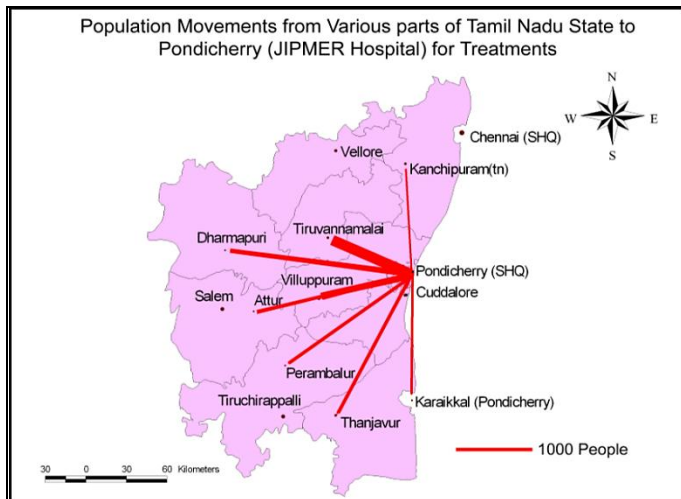 Population Movements from Various parts of Tamil Nadu State to
Pondicherry (JIPMER Hospital) for Treatments
N
W E
S
Chennai (SHQ)
Vellore
Kanchipuram(tn)
Tiruvannamalai
Dharmapuri
Pondicherry (SHQ)
Villuppuram
Cuddalore
Salem
Attur
Perambalur
Karaikkal (Pondicherry)
Tiruchirappalli
Thanjavur
1000 People
30 0 30 60 Kilometers